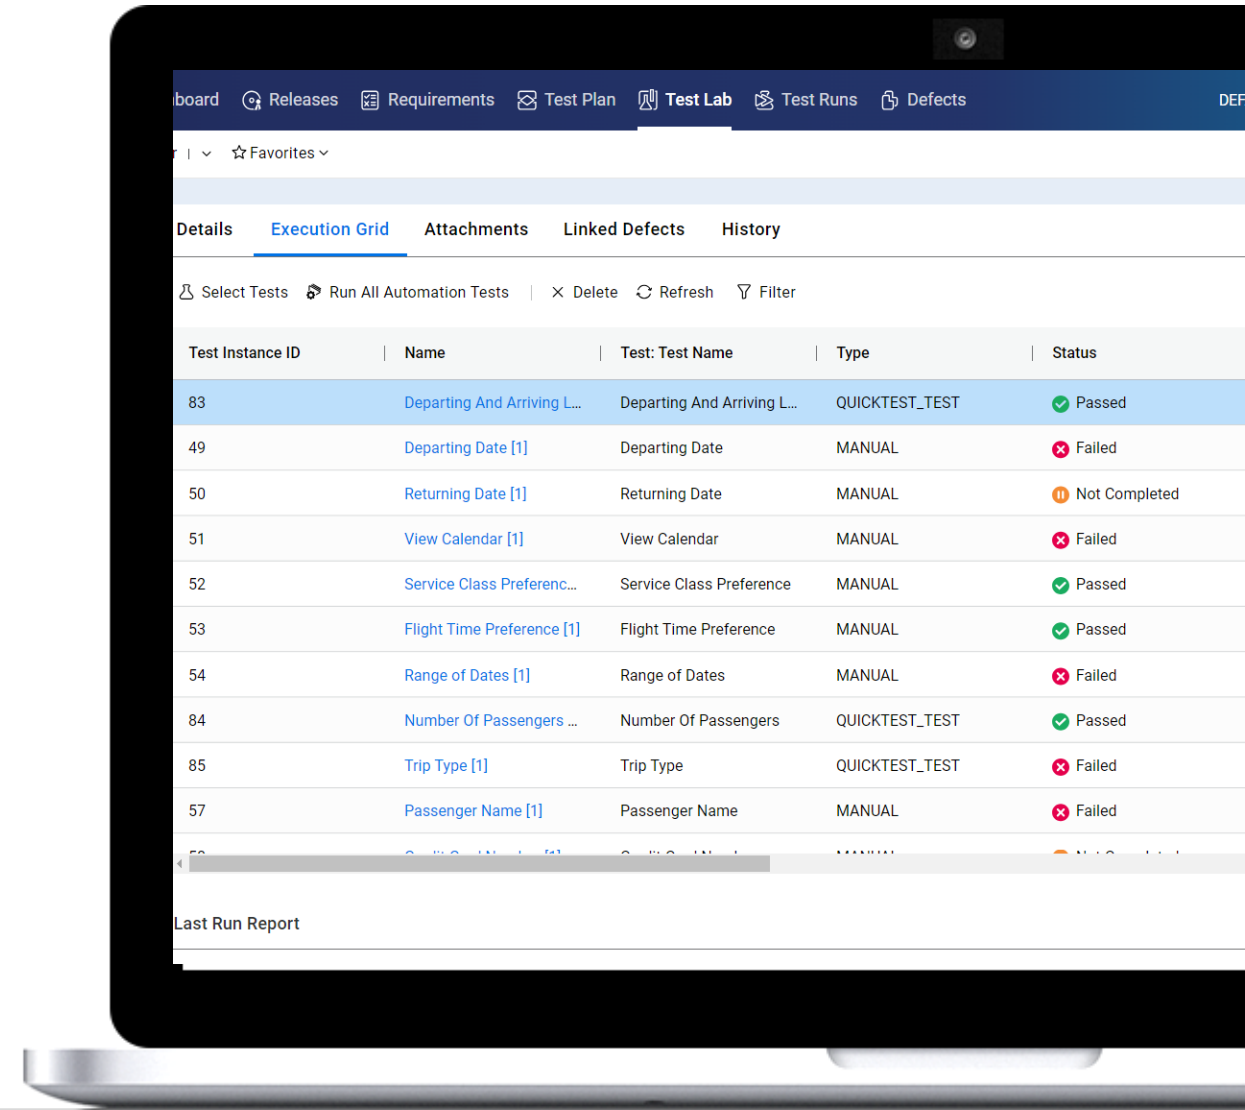 board Releases Requirements Test Plan Test Lab Test Runs Defects DEF
r Favorites
Details Execution Grid Attachments Linked Defects History
Select Tests Run All Automation Tests Delete Refresh Filter
Test Instance ID Name Test: Test Name Type Status
83 Departing And Arriving L... Departing And Arriving L... QUICKTEST_TEST Passed
49 Departing Date [1] Departing Date MANUAL Failed
50 Returning Date [1] Returning Date MANUAL Not Completed
51 View Calendar [1] View Calendar MANUAL Failed
52 Service Class Preferenc... Service Class Preference MANUAL Passed
53 Flight Time Preference [1] Flight Time Preference MANUAL Passed
54 Range of Dates [1] Range of Dates MANUAL Failed
84 Number Of Passengers ... Number Of Passengers QUICKTEST_TEST Passed
85 Trip Type [1] Trip Type QUICKTEST_TEST Failed
57 Passenger Name [1] Passenger Name MANUAL Failed
Last Run Report